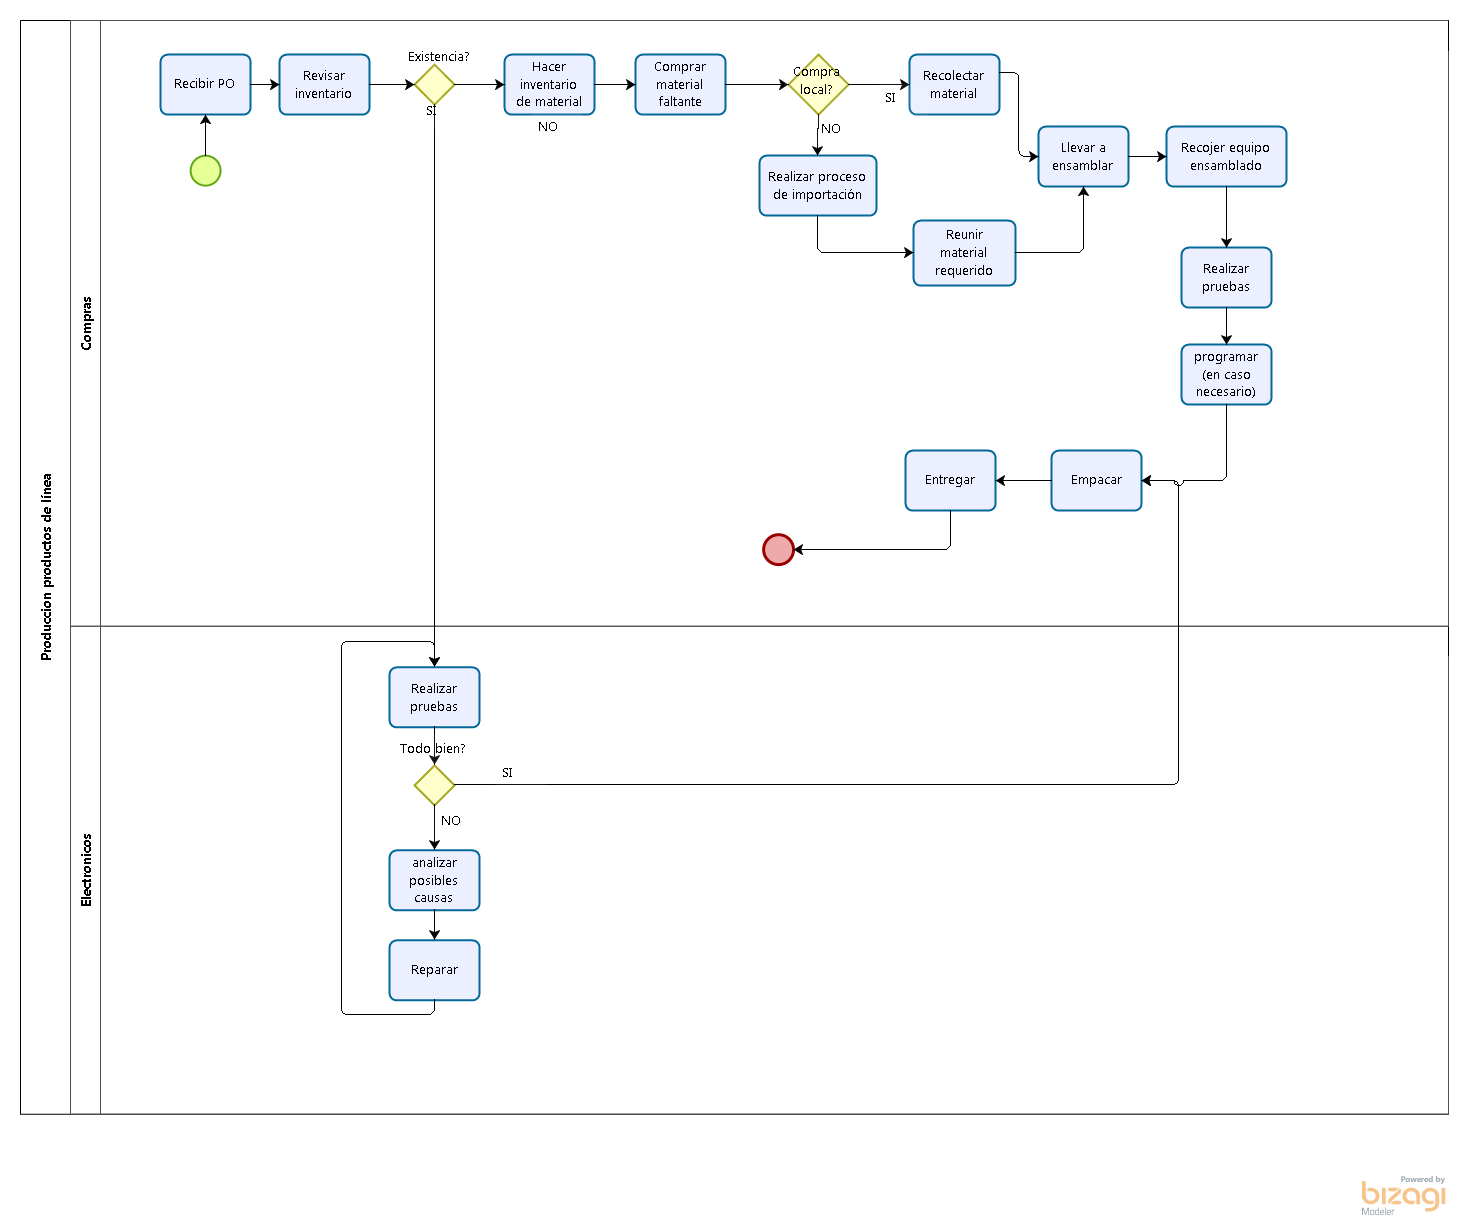 Produccion productos de línea
Compras
Recibir PO
Revisar
inventario
Existencia?
SI
Hacer
inventario
de material
NO
Comprar
material
faltante
Compra
local?
SI
NO
Recolectar
material
Realizar proceso
de importación
Reunir
material
requerido
Llevar a
ensamblar
Recojer equipo
ensamblado
Realizar
pruebas
programar
(en caso
necesario)
Empacar
Entregar
Electronicos
Realizar
pruebas
Todo bien?
SI
NO
analizar
posibles
causas
Reparar
Powered by
bizagi
Modeler